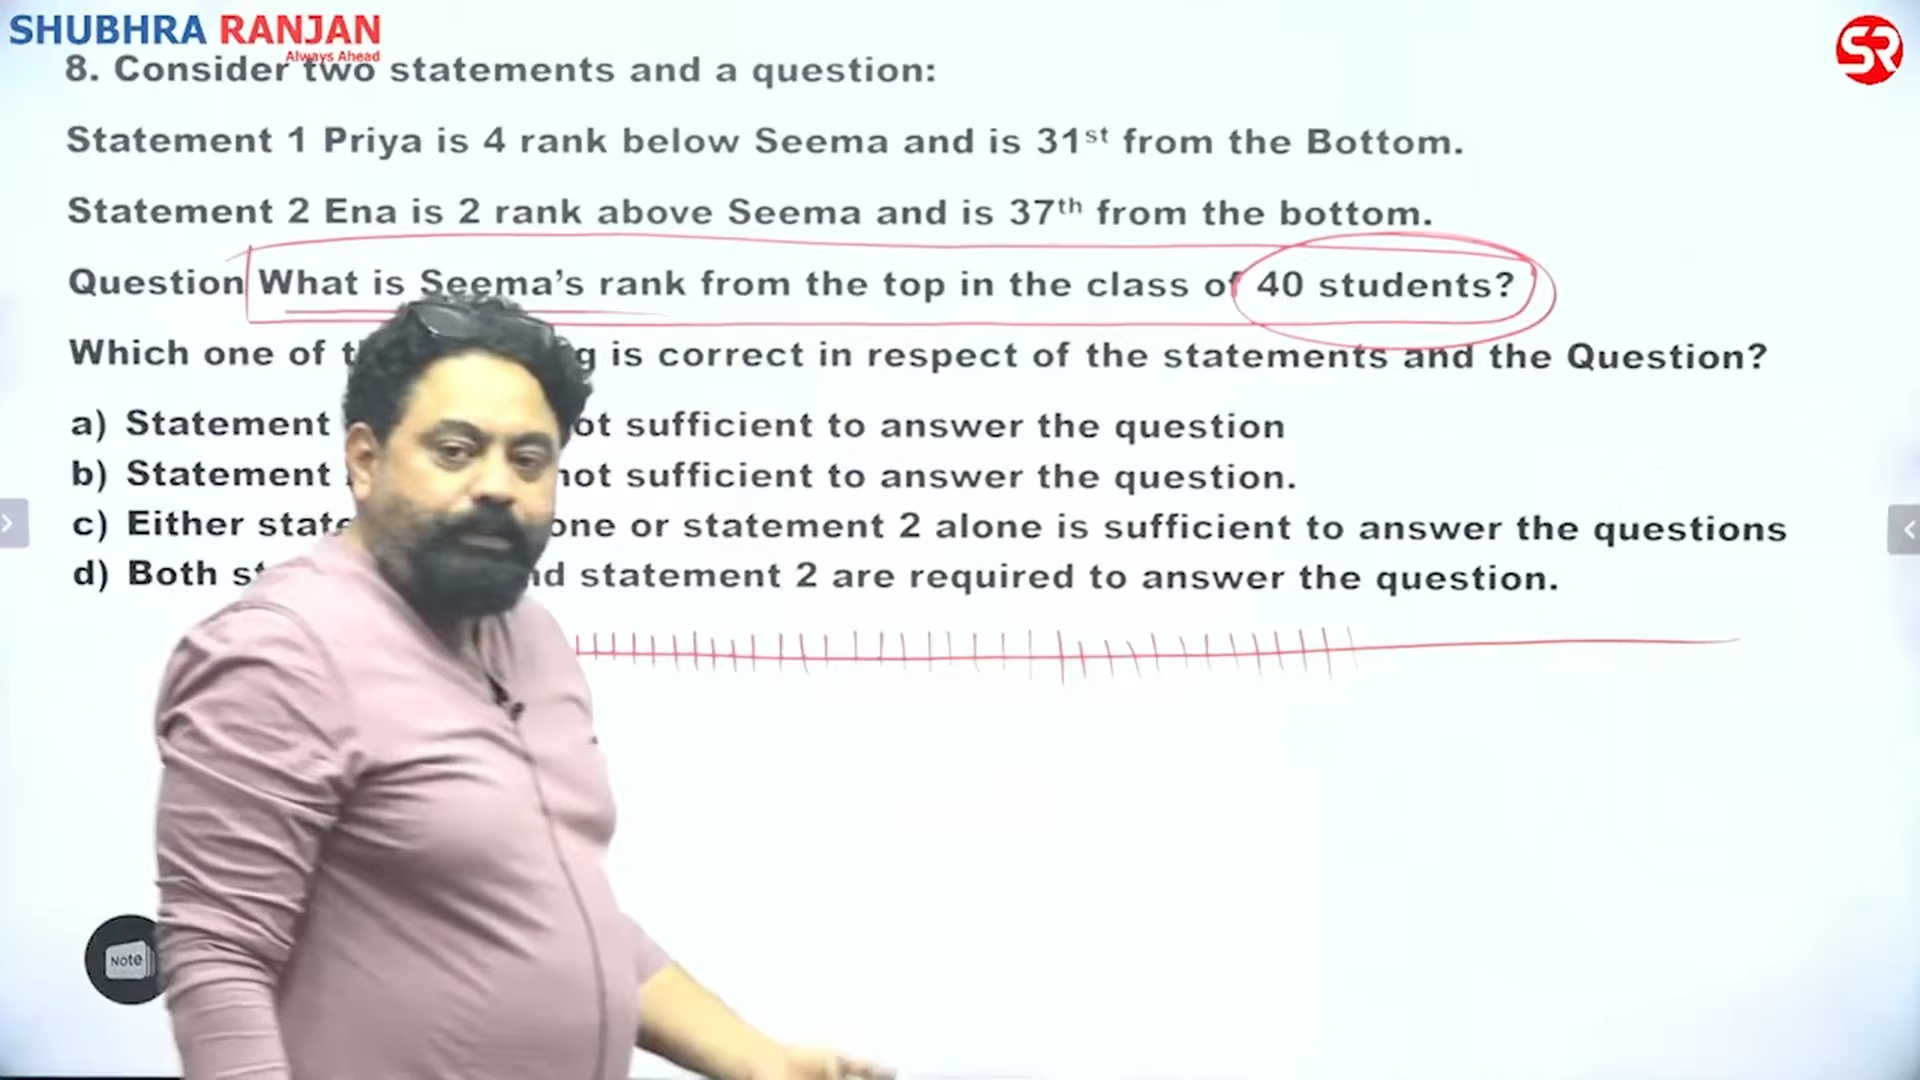 SHUBHRA RANJAN
Always Ahead
SR
8. Consider two statements and a question:
Statement 1 Priya is 4 rank below Seema and is 31st from the Bottom.
Statement 2 Ena is 2 rank above Seema and is 37th from the bottom.
Question What is Seema's rank from the top in the class of 40 students?
Which one of is correct in respect of the statements and the Question?
a) Statement sufficient to answer the question
b) Statement not sufficient to answer the question.
c) Either or statement 2 alone is sufficient to answer the questions
d) Both statement 2 are required to answer the question.
Note